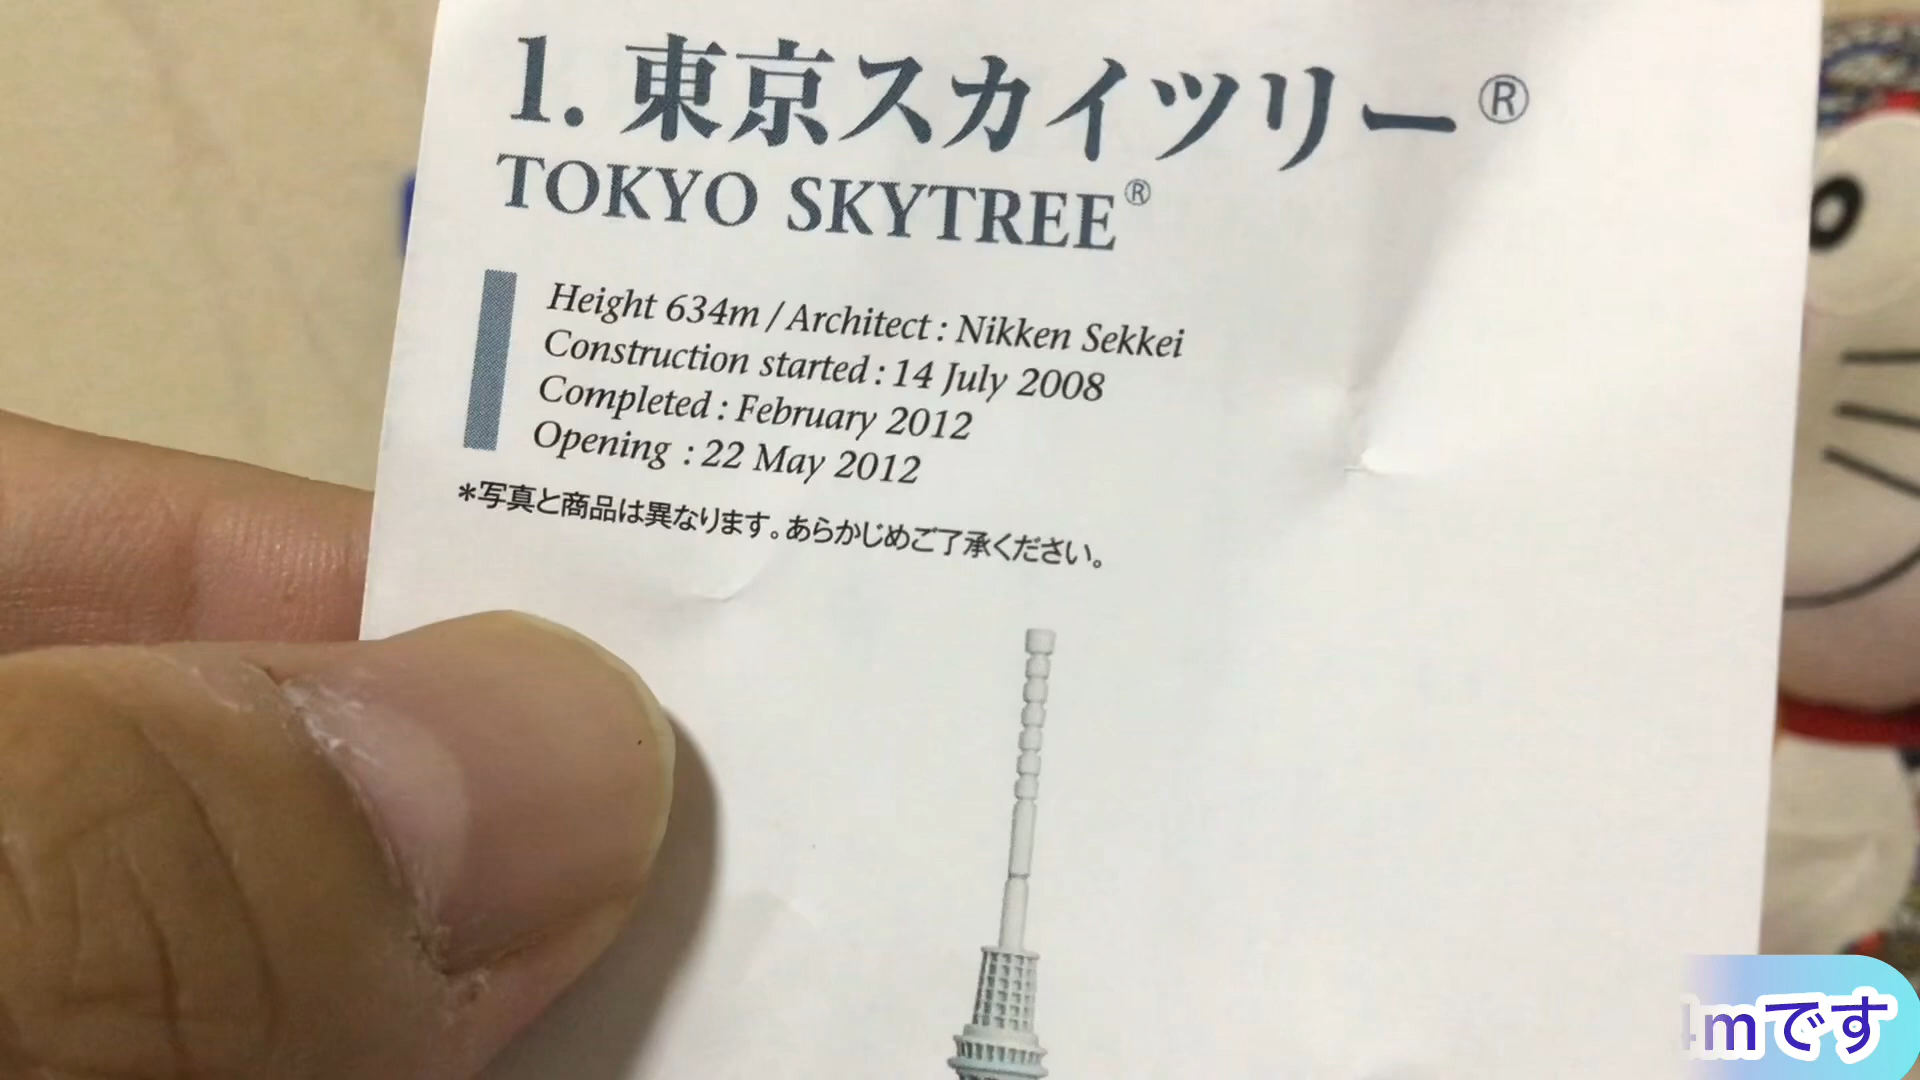 1. 東京スカイツリー®
TOKYO SKYTREE®
Height 634m / Architect : Nikken Sekkei
Construction started : 14 July 2008
Completed : February 2012
Opening : 22 May 2012
*写真と商品は異なります。あらかじめご了承ください。
4mです